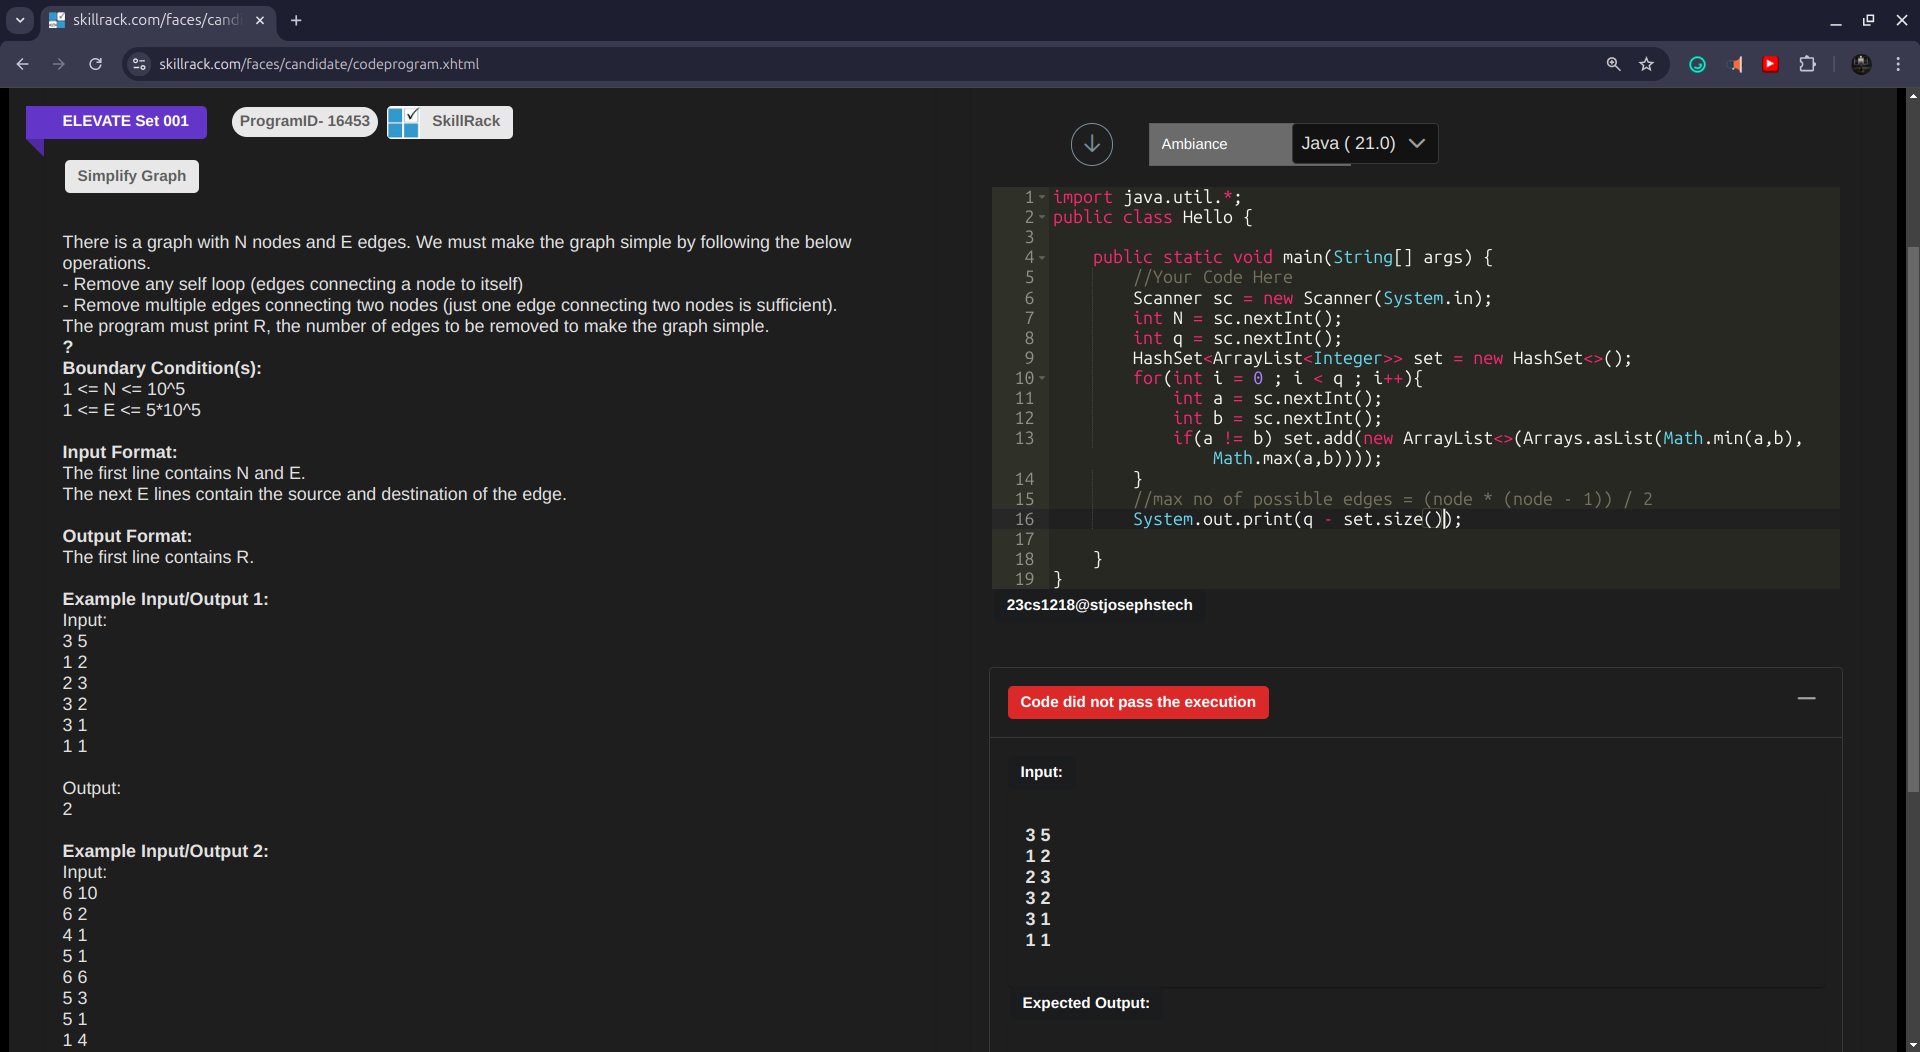 skillrack.com/faces/cand
skillrack.com/faces/candidate/codeprogram.xhtml
ELEVATE Set 001
ProgramID- 16453
SkillRack
Simplify Graph
There is a graph with N nodes and E edges. We must make the graph simple by following the below
operations.
- Remove any self loop (edges connecting a node to itself)
- Remove multiple edges connecting two nodes (just one edge connecting two nodes is sufficient).
The program must print R, the number of edges to be removed to make the graph simple.
?
Boundary Condition(s):
1 <= N <= 10^5
1 <= E <= 5*10^5
Input Format:
The first line contains N and E.
The next E lines contain the source and destination of the edge.
Output Format:
The first line contains R.
Example Input/Output 1:
Input:
3 5
1 2
2 3
3 2
3 1
1 1
Output:
2
Example Input/Output 2:
Input:
6 10
6 2
4 1
5 1
6 6
5 3
5 1
1 4
Ambiance
Java ( 21.0)
1 import java.util.*;
2 public class Hello {
3
4 public static void main(String[] args) {
5 //Your Code Here
6 Scanner sc = new Scanner(System.in);
7 int N = sc.nextInt();
8 int q = sc.nextInt();
9 HashSet<ArrayList<Integer>> set = new HashSet<>();
10 for(int i = 0 ; i < q ; i++){
11 int a = sc.nextInt();
12 int b = sc.nextInt();
13 if(a != b) set.add(new ArrayList<>(Arrays.asList(Math.min(a,b),
Math.max(a,b))));
14 }
15 //max no of possible edges = (node * (node - 1)) / 2
16 System.out.print(q - set.size());
17
18 }
19 }
23cs1218@stjosephstech
Code did not pass the execution
Input:
3 5
1 2
2 3
3 2
3 1
1 1
Expected Output: